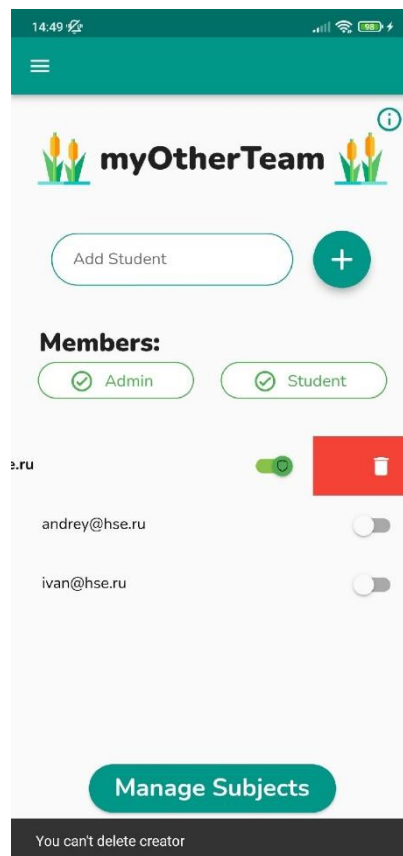 14:49
98
myOtherTeam
Add Student
Members:
Admin
Student
e.ru
andrey@hse.ru
ivan@hse.ru
Manage Subjects
You can't delete creator